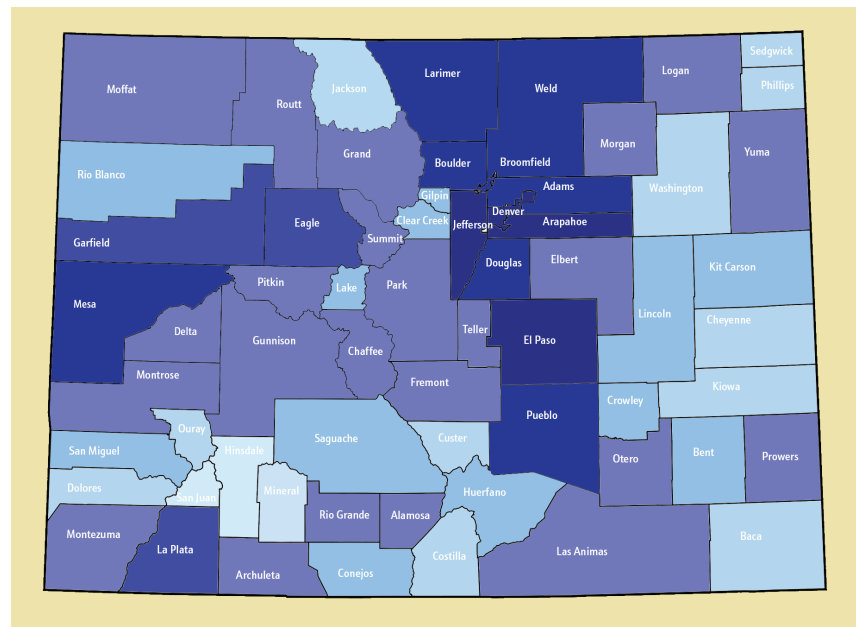 Sedgwick
Larimer
Logan
Phillips
Moffat
Jackson
Weld
Routt
Morgan
Grand
Yuma
Boulder
Broomfield
Rio Blanco
Adams
Washington
Gilpin
Denver
Clear Creek
Eagle
Jefferson
Arapahoe
Summit
Garfield
Elbert
Douglas
Kit Carson
Pitkin
Park
Lake
Mesa
Lincoln
Cheyenne
Teller
Delta
Gunnison
El Paso
Chaffee
Montrose
Fremont
Kiowa
Crowley
Pueblo
Ouray
Saguache
Custer
San Miguel
Hinsdale
Bent
Otero
Prowers
Dolores
Mineral
Huerfano
San Juan
Rio Grande
Alamosa
Montezuma
Baca
La Plata
Las Animas
Costilla
Archuleta
Conejos